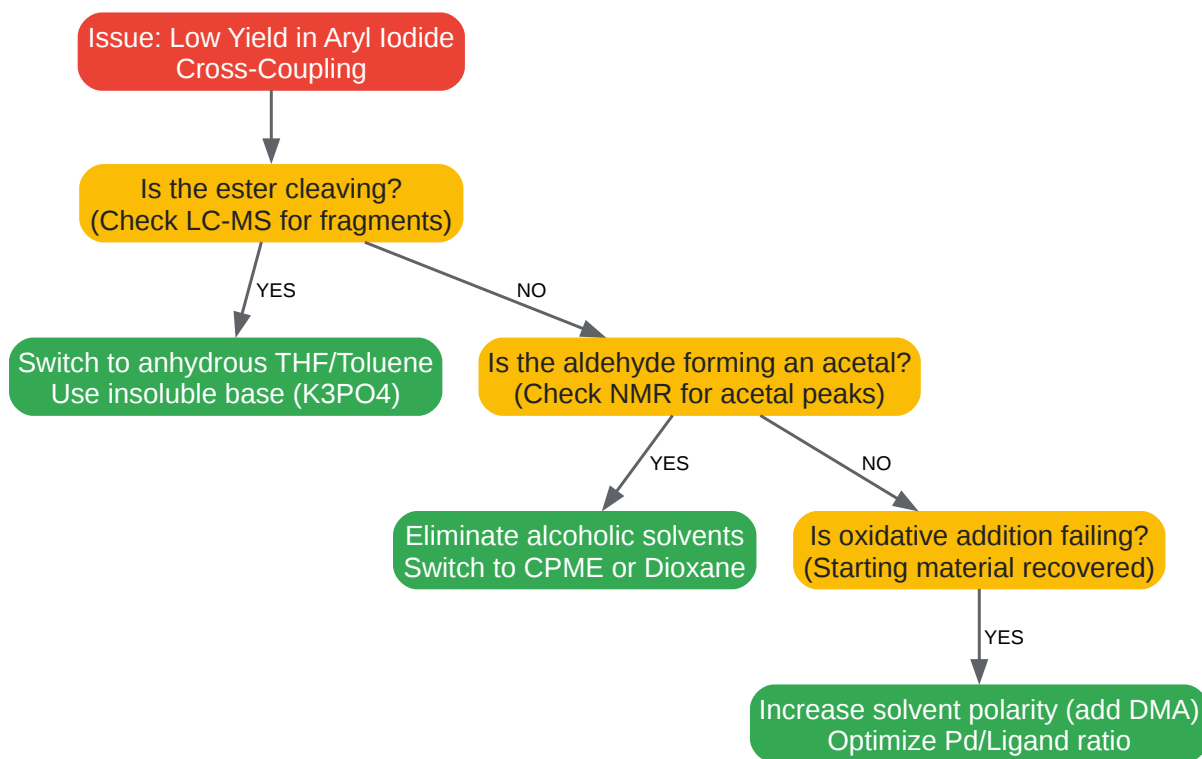 Issue: Low Yield in Aryl Iodide
Cross-Coupling
Is the ester cleaving?
(Check LC-MS for fragments)
YES
NO
Switch to anhydrous THF/Toluene
Use insoluble base (K3PO4)
Is the aldehyde forming an acetal?
(Check NMR for acetal peaks)
YES
NO
Eliminate alcoholic solvents
Switch to CPME or Dioxane
Is oxidative addition failing?
(Starting material recovered)
YES
Increase solvent polarity (add DMA)
Optimize Pd/Ligand ratio